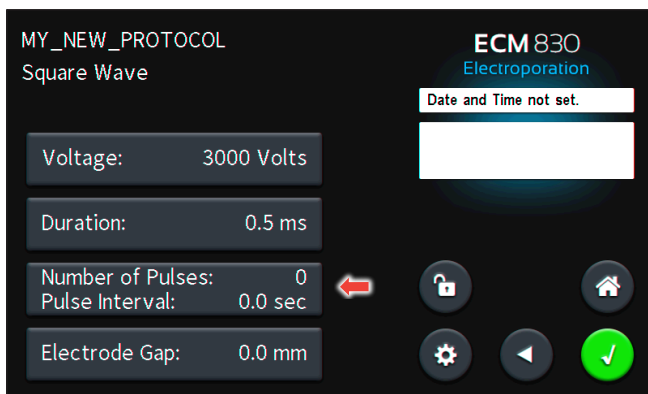 MY_NEW_PROTOCOL
Square Wave
ECM 830
Electroporation
Date and Time not set.
Voltage: 3000 Volts
Duration: 0.5 ms
Number of Pulses: 0
Pulse Interval: 0.0 sec
Electrode Gap: 0.0 mm